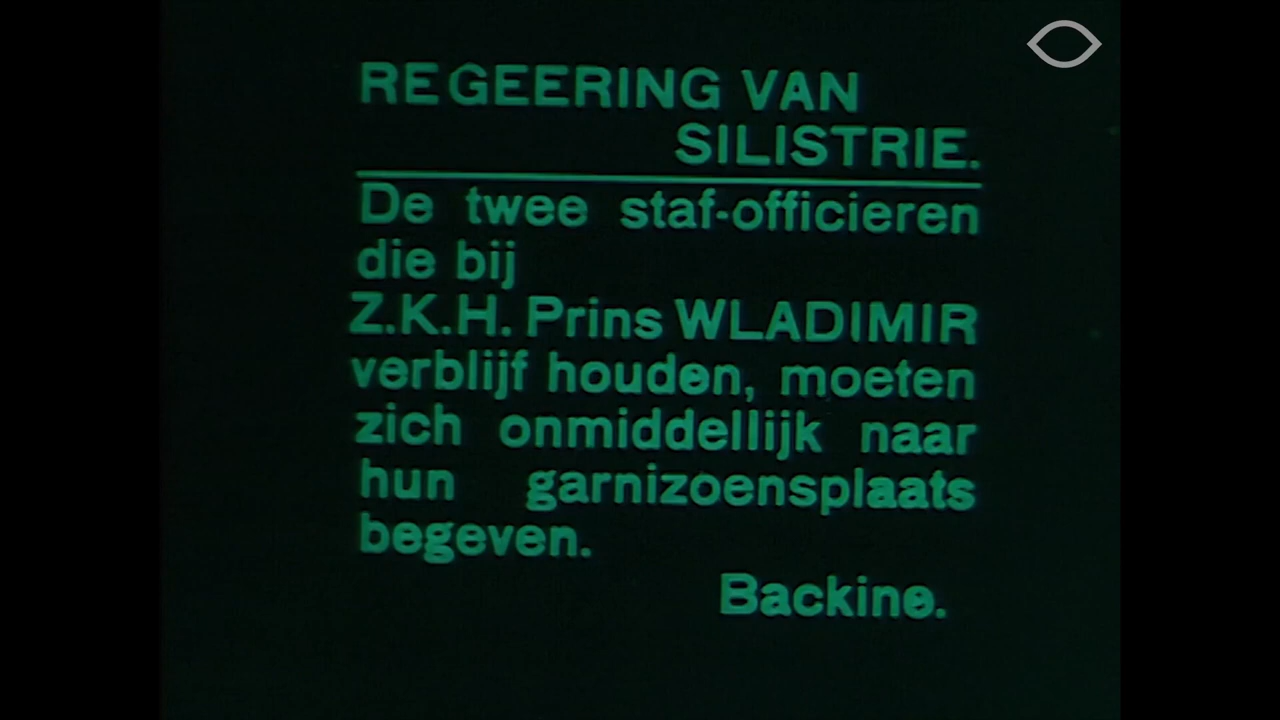 REGEERING VAN
SILISTRIE.
De twee staf-officieren
die bij
Z.K.H. Prins WLADIMIR
verblijf houden, moeten
zich onmiddellijk naar
hun garnizoensplaats
begeven.
Backine.